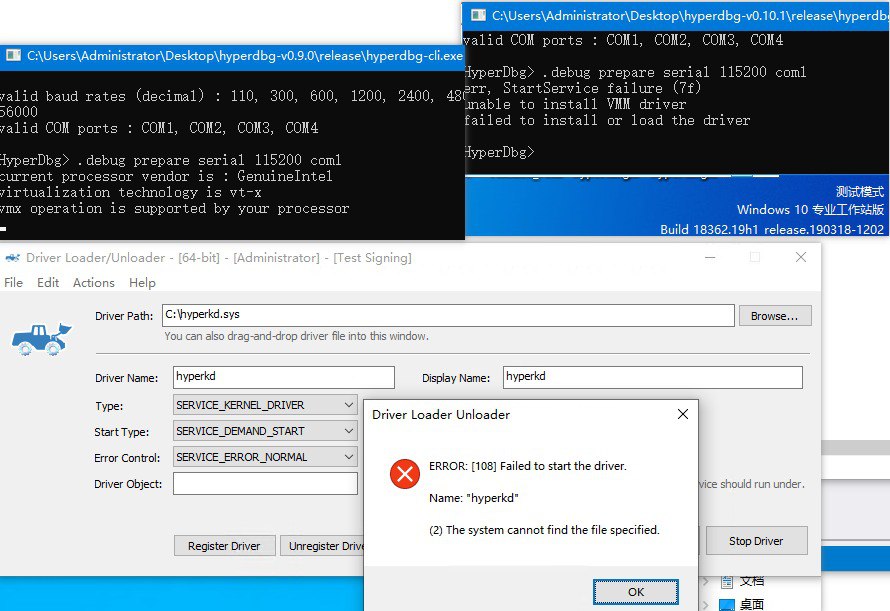 C:\Users\Administrator\Desktop\hyperdbg-v0.10.1\release\hyperdbg
valid COM ports : COM1, COM2, COM3, COM4
HyperDbg> .debug prepare serial 115200 com1
err, StartService failure (7f)
unable to install VMM driver
failed to install or load the driver
HyperDbg>
C:\Users\Administrator\Desktop\hyperdbg-v0.9.0\release\hyperdbg-cli.exe
valid baud rates (decimal) : 110, 300, 600, 1200, 2400, 480
56000
valid COM ports : COM1, COM2, COM3, COM4
HyperDbg> .debug prepare serial 115200 com1
current processor vendor is : GenuineIntel
virtualization technology is vt-x
vmx operation is supported by your processor
测试模式
Windows 10 专业工作站版
Build 18362.19h1_release.190318-1202
Driver Loader/Unloader - [64-bit] - [Administrator] - [Test Signing]
File Edit Actions Help
Driver Path: C:\hyperkd.sys Browse...
You can also drag-and-drop driver file into this window.
Driver Name: hyperkd Display Name: hyperkd
Type: SERVICE_KERNEL_DRIVER
Start Type: SERVICE_DEMAND_START
Error Control: SERVICE_ERROR_NORMAL
Driver Object:
vice should run under.
Register Driver Unregister Drive Stop Driver
Driver Loader Unloader
ERROR: [108] Failed to start the driver.
Name: "hyperkd"
(2) The system cannot find the file specified.
OK
文档
桌面